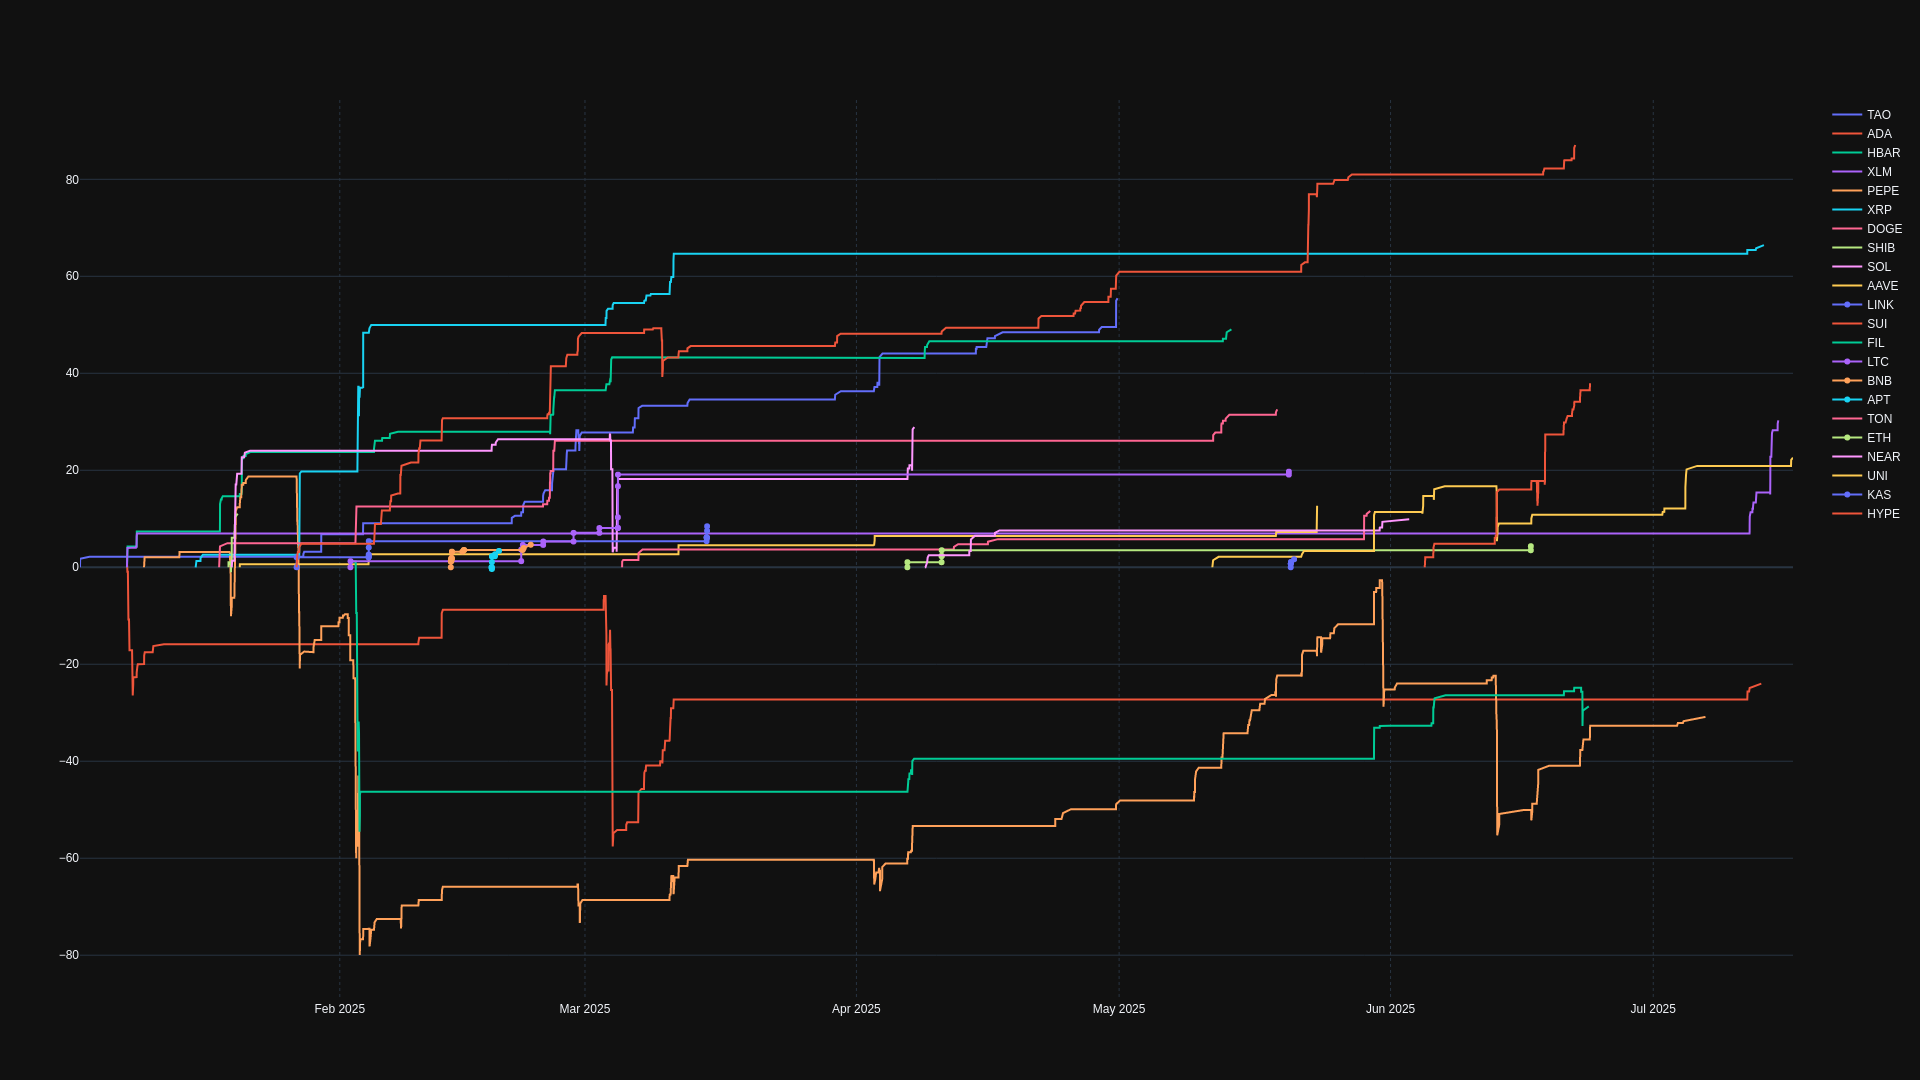 80
60
40
20
0
−20
−40
−60
−80
Feb 2025
Mar 2025
Apr 2025
May 2025
Jun 2025
Jul 2025
TAO
ADA
HBAR
XLM
PEPE
XRP
DOGE
SHIB
SOL
AAVE
LINK
SUI
FIL
LTC
BNB
APT
TON
ETH
NEAR
UNI
KAS
HYPE